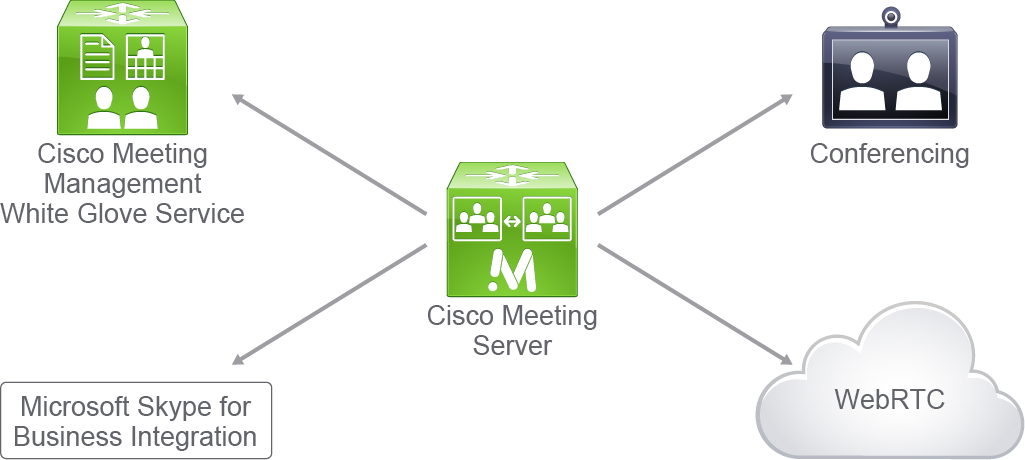 Cisco Meeting
Management
White Glove Service
Conferencing
Cisco Meeting
Server
Microsoft Skype for
Business Integration
WebRTC